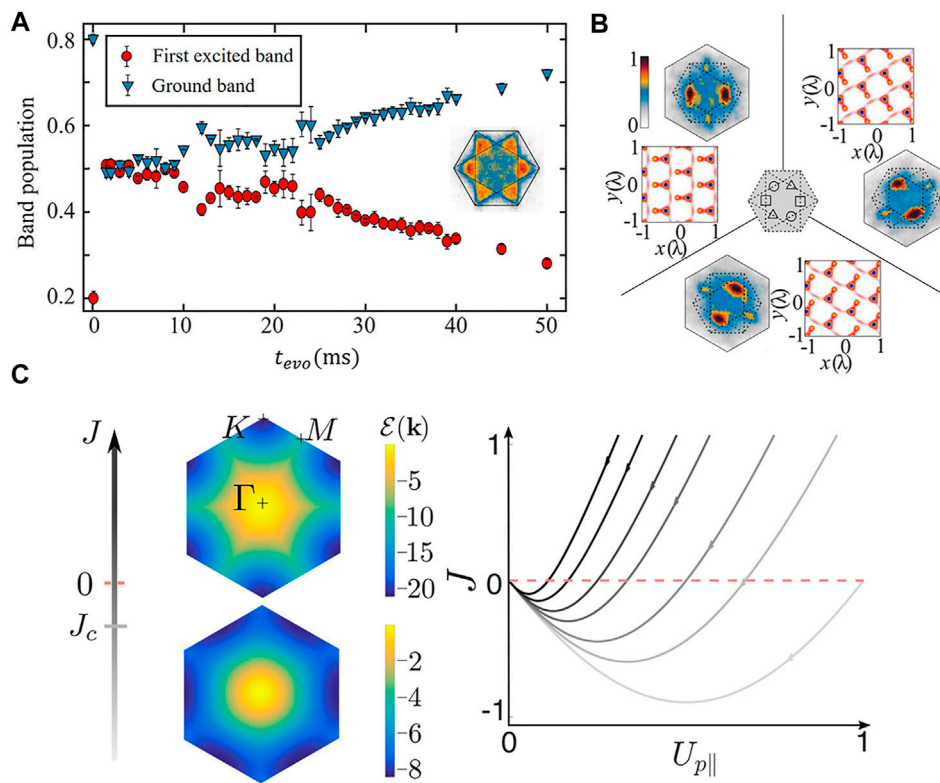 A
0.8
First excited band
Ground band
0.6
Band population
0.4
0.2
0 10 20 30 40 50
t_evo(ms)
B
1
0
1
y(λ)
0
-1
-1 0 1
x(λ)
1
y(λ)
0
-1
-1 0 1
x(λ)
1
y(λ)
0
-1
-1 0 1
x(λ)
C
J
0
J_c
K M
Γ
ℰ(k)
-5
-10
-15
-20
-2
-4
-6
-8
1
J
0
-1
0 1
U_p||